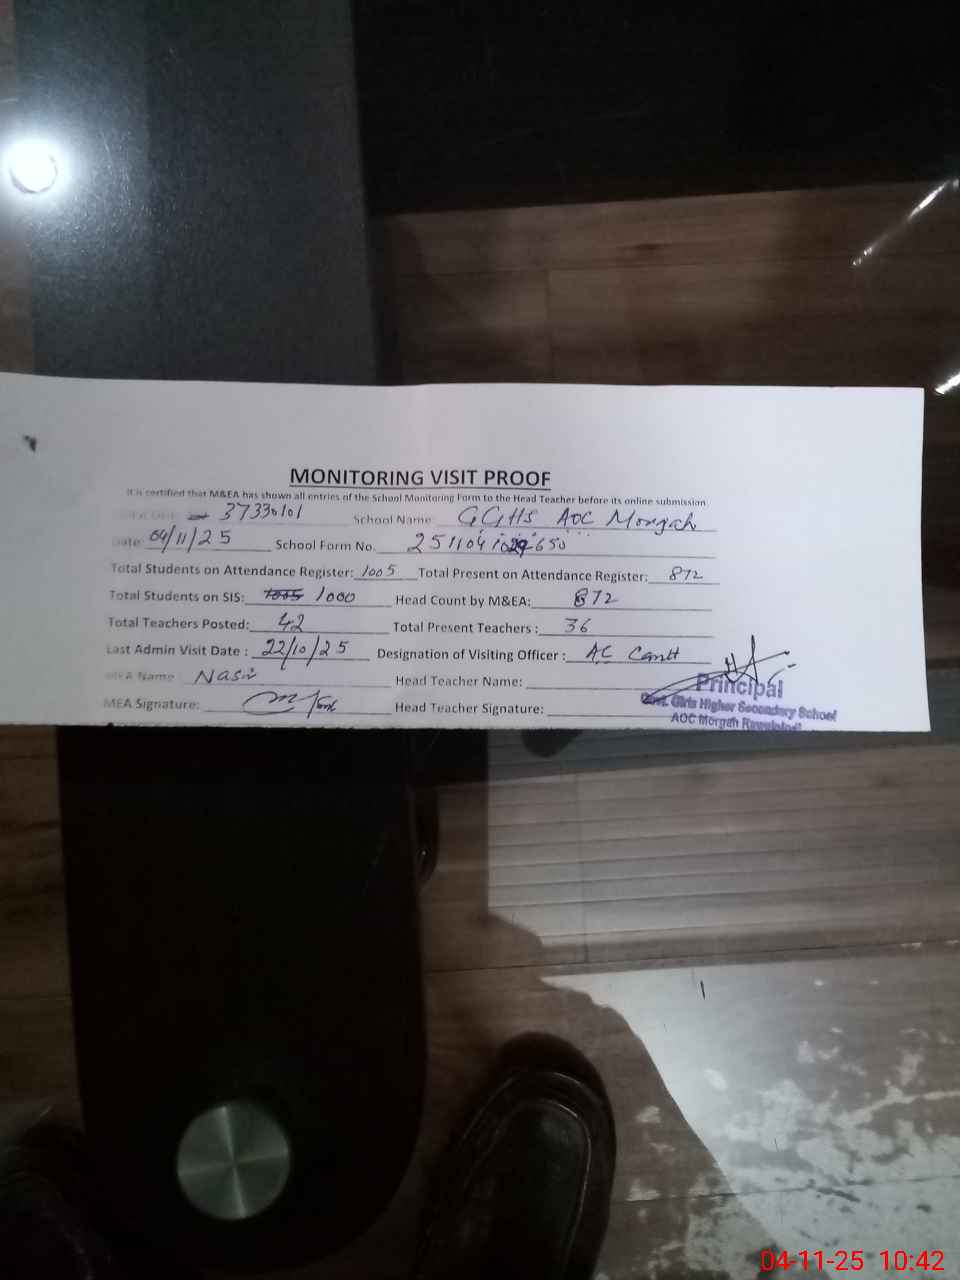 MONITORING VISIT PROOF
It is certified that M&EA has shown all entries of the School Monitoring Form to the Head Teacher before its online submission.
37330101 School Name: GGHS AOC Morgah
Date: 04/11/25 School Form No. 251104 650
Total Students on Attendance Register: 1005 Total Present on Attendance Register: 872
Total Students on SIS: 1005 1000 Head Count by M&EA: 872
Total Teachers Posted: 42 Total Present Teachers : 36
Last Admin Visit Date : 22/10/25 Designation of Visiting Officer : AC Cantt
MEA Name Nasir Head Teacher Name:
MEA Signature: Head Teacher Signature:
Principal
Govt. Girls Higher Secondary School
AOC Morgah Rawalpindi
04-11-25 10:42